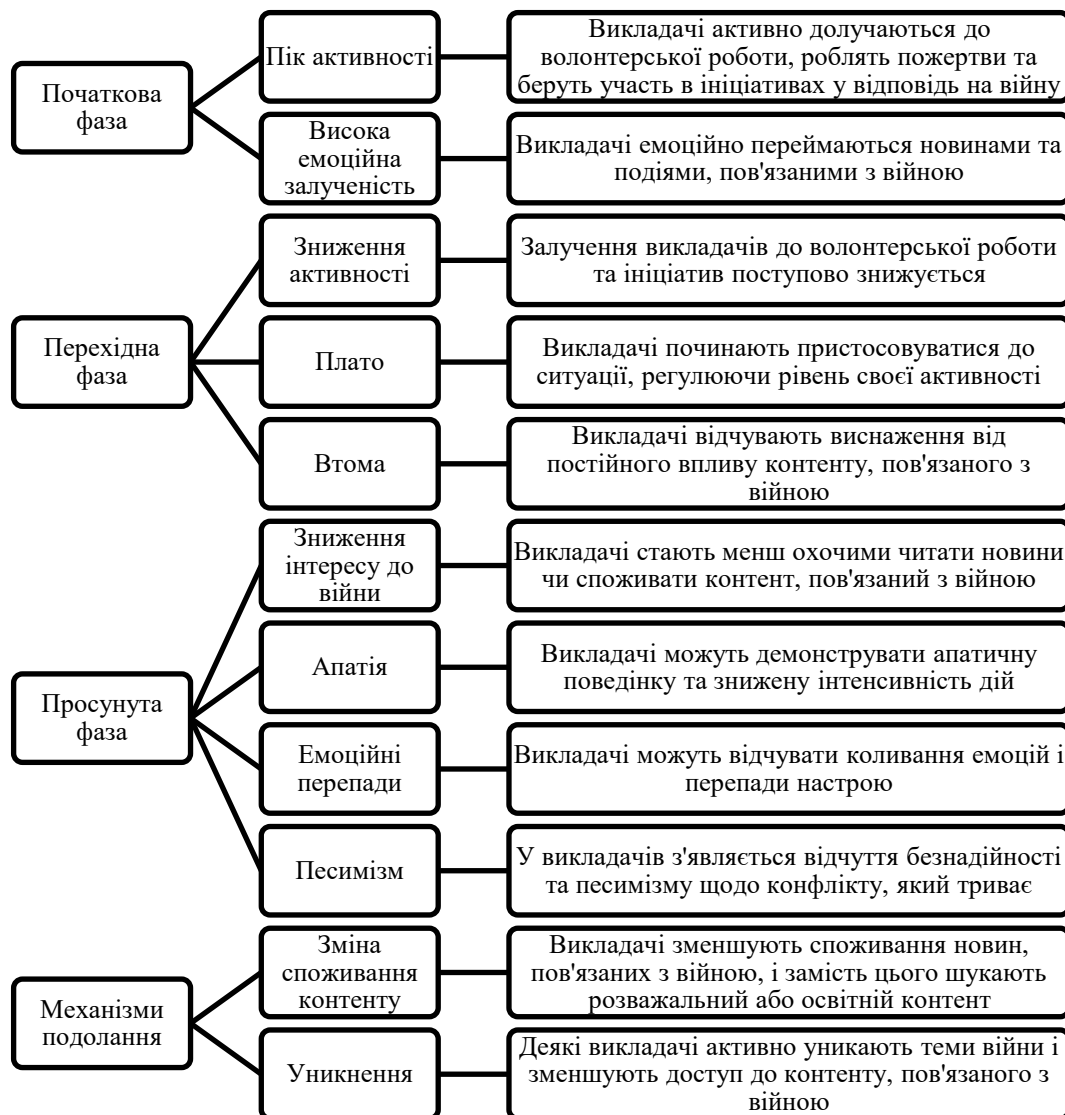 Початкова
фаза
Пік активності
Викладачі активно долучаються до
волонтерської роботи, роблять пожертви та
беруть участь в ініціативах у відповідь на війну
Висока
емоційна
залученість
Викладачі емоційно переймаються новинами та
подіями, пов'язаними з війною
Перехідна
фаза
Зниження
активності
Залучення викладачів до волонтерської роботи
та ініціатив поступово знижується
Плато
Викладачі починають пристосовуватися до
ситуації, регулюючи рівень своєї активності
Втома
Викладачі відчувають виснаження від
постійного впливу контенту, пов'язаного з
війною
Просунута
фаза
Зниження
інтересу до
війни
Викладачі стають менш охочими читати новини
чи споживати контент, пов'язаний з війною
Апатія
Викладачі можуть демонструвати апатичну
поведінку та знижену інтенсивність дій
Емоційні
перепади
Викладачі можуть відчувати коливання емоцій і
перепади настрою
Песимізм
У викладачів з'являється відчуття безнадійності
та песимізму щодо конфлікту, який триває
Механізми
подолання
Зміна
споживання
контенту
Викладачі зменшують споживання новин,
пов'язаних з війною, і замість цього шукають
розважальний або освітній контент
Уникнення
Деякі викладачі активно уникають теми війни і
зменшують доступ до контенту, пов'язаного з
війною